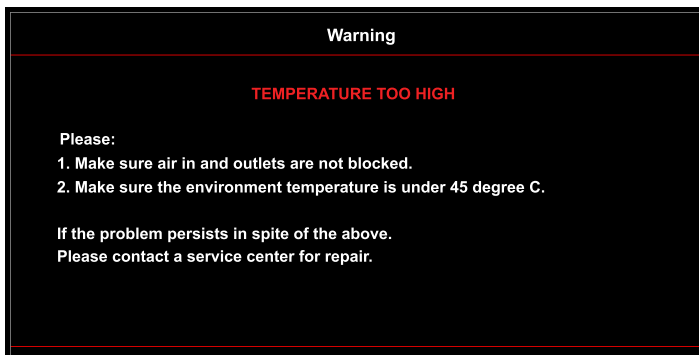 Warning
TEMPERATURE TOO HIGH
Please:
1. Make sure air in and outlets are not blocked.
2. Make sure the environment temperature is under 45 degree C.
If the problem persists in spite of the above.
Please contact a service center for repair.